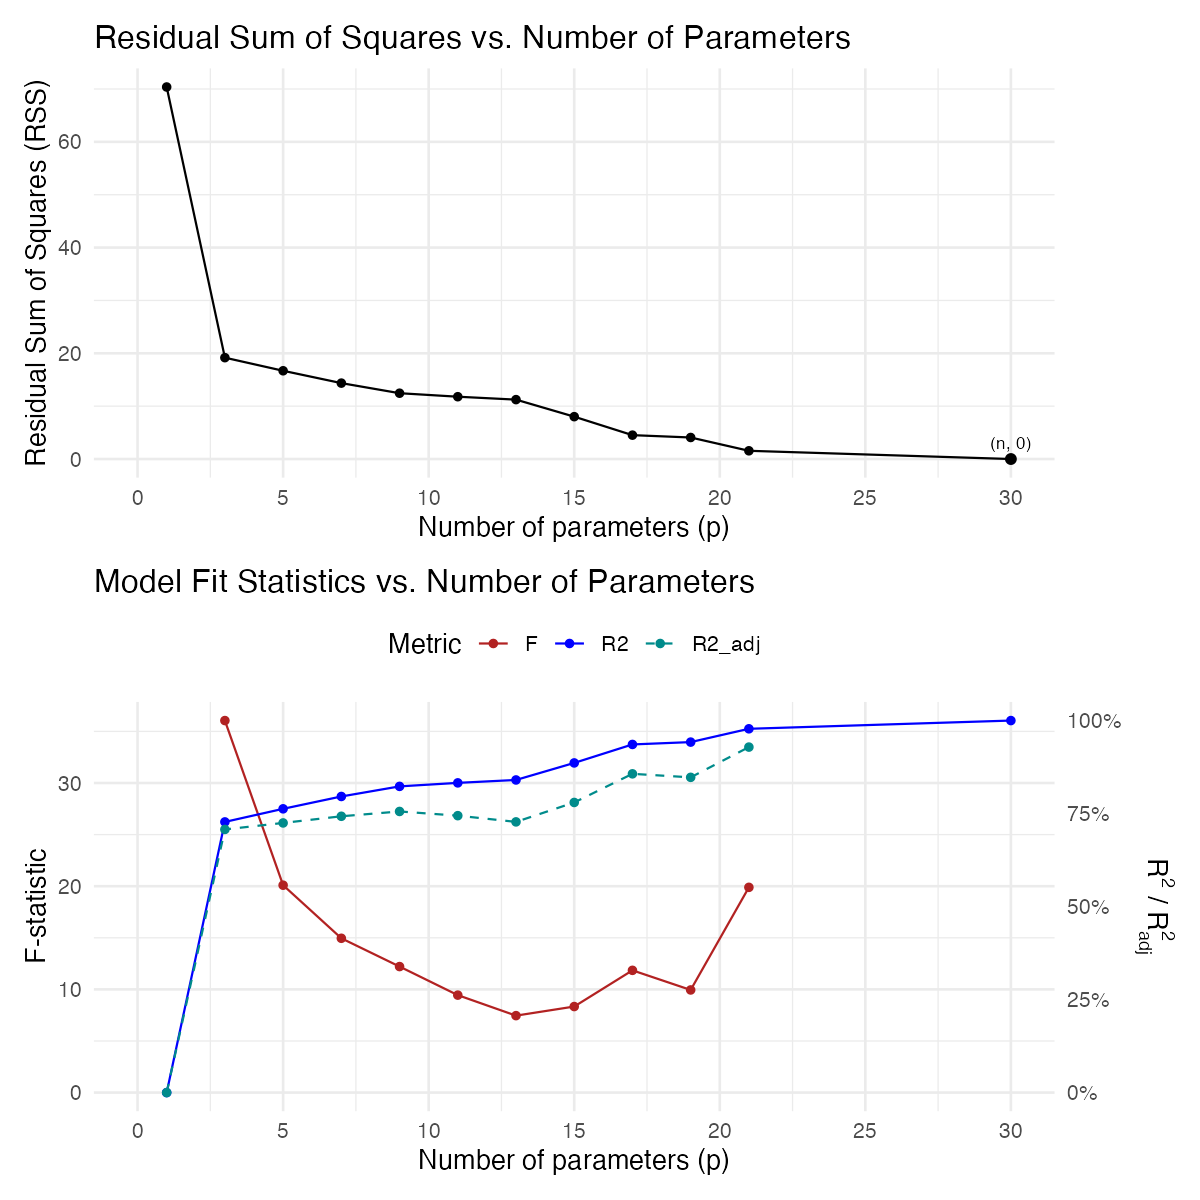 Residual Sum of Squares vs. Number of Parameters
Residual Sum of Squares (RSS)
60
40
20
0
(n, 0)
0 5 10 15 20 25 30
Number of parameters (p)
Model Fit Statistics vs. Number of Parameters
Metric F R2 R2_adj
F-statistic
30
20
10
0
100%
75%
50%
25%
0%
R² / R²adj
0 5 10 15 20 25 30
Number of parameters (p)